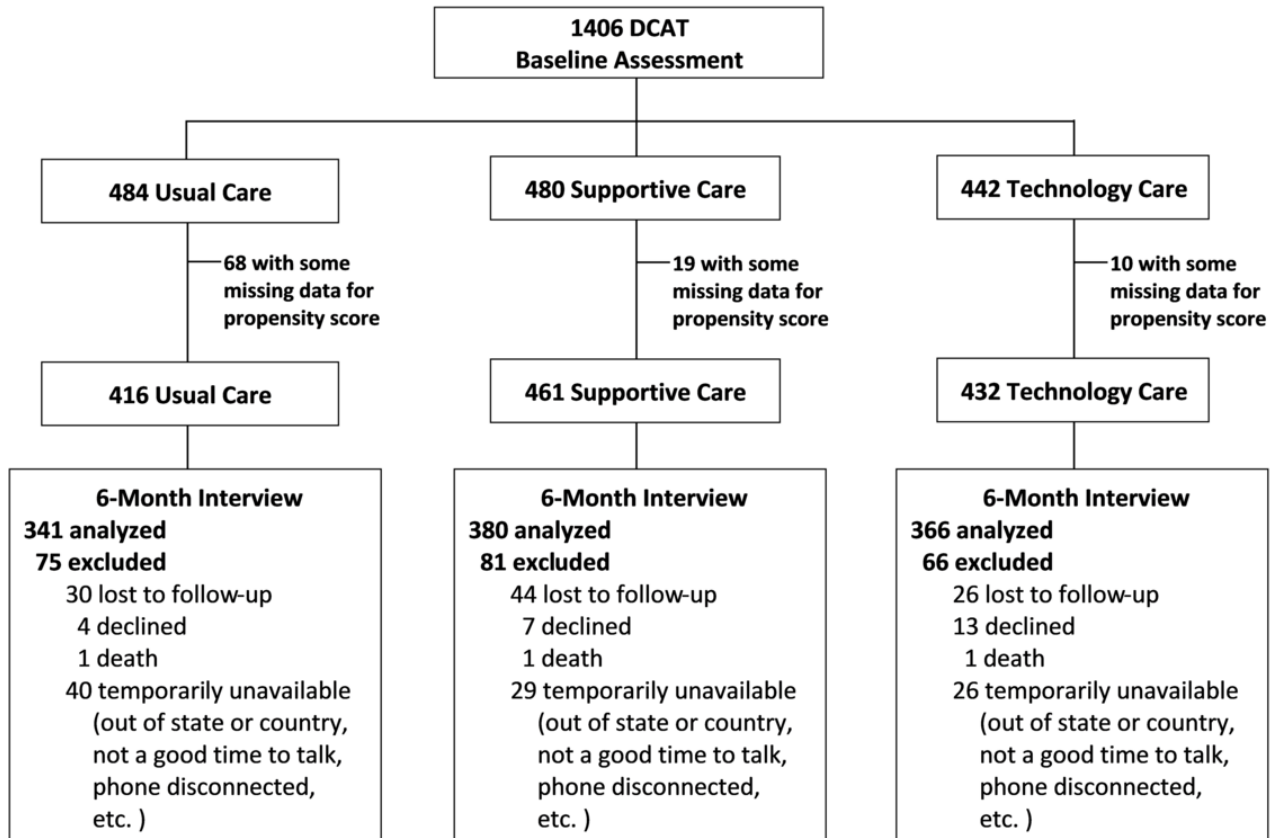 1406 DCAT
Baseline Assessment
484 Usual Care
480 Supportive Care
442 Technology Care
68 with some
missing data for
propensity score
19 with some
missing data for
propensity score
10 with some
missing data for
propensity score
416 Usual Care
461 Supportive Care
432 Technology Care
6-Month Interview
341 analyzed
75 excluded
30 lost to follow-up
4 declined
1 death
40 temporarily unavailable
(out of state or country,
not a good time to talk,
phone disconnected,
etc. )
6-Month Interview
380 analyzed
81 excluded
44 lost to follow-up
7 declined
1 death
29 temporarily unavailable
(out of state or country,
not a good time to talk,
phone disconnected,
etc. )
6-Month Interview
366 analyzed
66 excluded
26 lost to follow-up
13 declined
1 death
26 temporarily unavailable
(out of state or country,
not a good time to talk,
phone disconnected,
etc. )